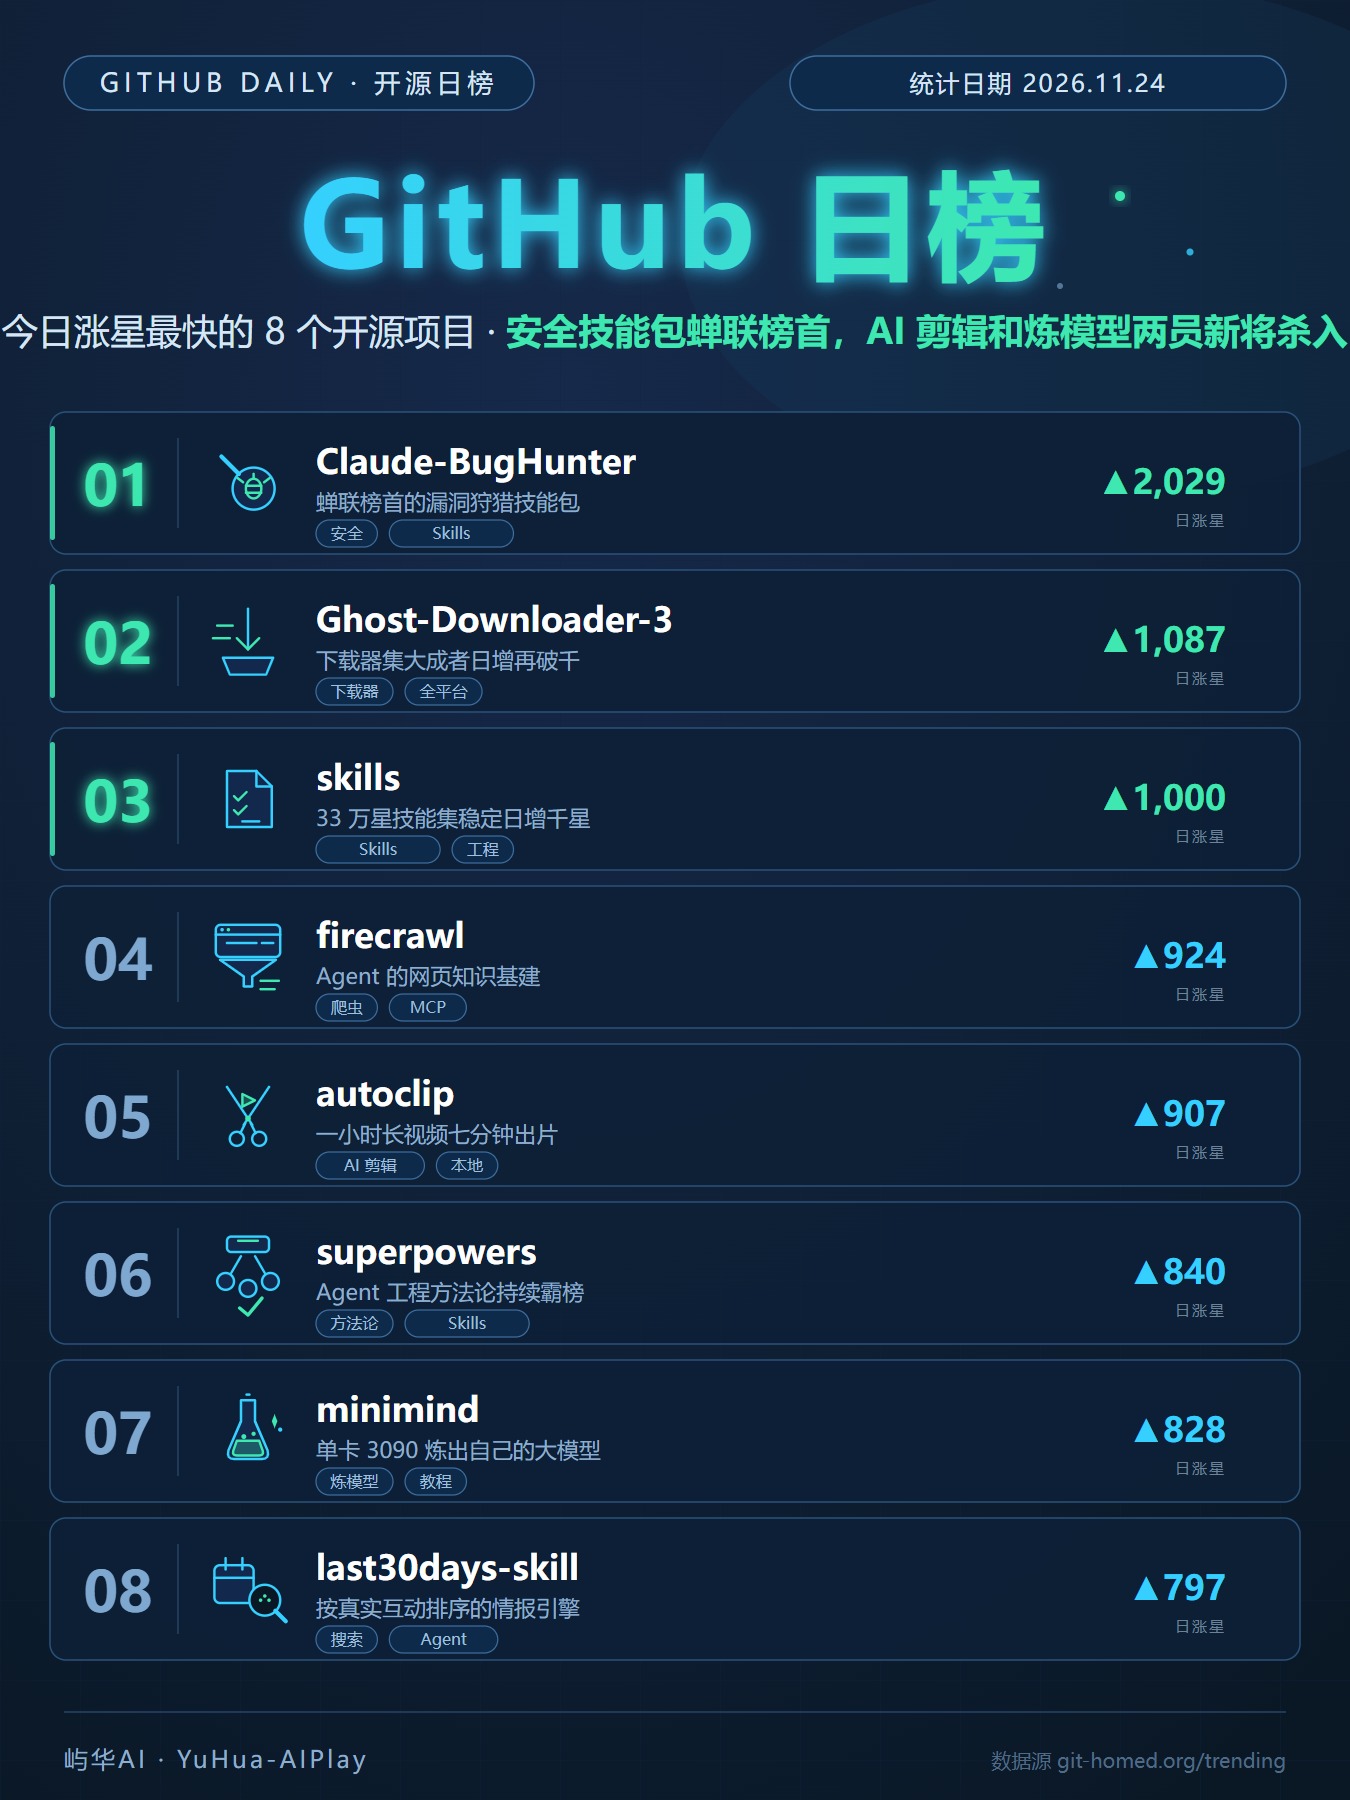 GITHUB DAILY · 开源日榜
统计日期 2026.11.24
GitHub 日榜
今日涨星最快的 8 个开源项目 · 安全技能包蝉联榜首，AI 剪辑和炼模型两员新将杀入
01
Claude-BugHunter
蝉联榜首的漏洞狩猎技能包
安全 Skills
▲2,029
日涨星
02
Ghost-Downloader-3
下载器集大成者日增再破千
下载器 全平台
▲1,087
日涨星
03
skills
33 万星技能集稳定日增千星
Skills 工程
▲1,000
日涨星
04
firecrawl
Agent 的网页知识基建
爬虫 MCP
▲924
日涨星
05
autoclip
一小时长视频七分钟出片
AI 剪辑 本地
▲907
日涨星
06
superpowers
Agent 工程方法论持续霸榜
方法论 Skills
▲840
日涨星
07
minimind
单卡 3090 炼出自己的大模型
炼模型 教程
▲828
日涨星
08
last30days-skill
按真实互动排序的情报引擎
搜索 Agent
▲797
日涨星
屿华AI · YuHua-AIPlay
数据源 git-homed.org/trending